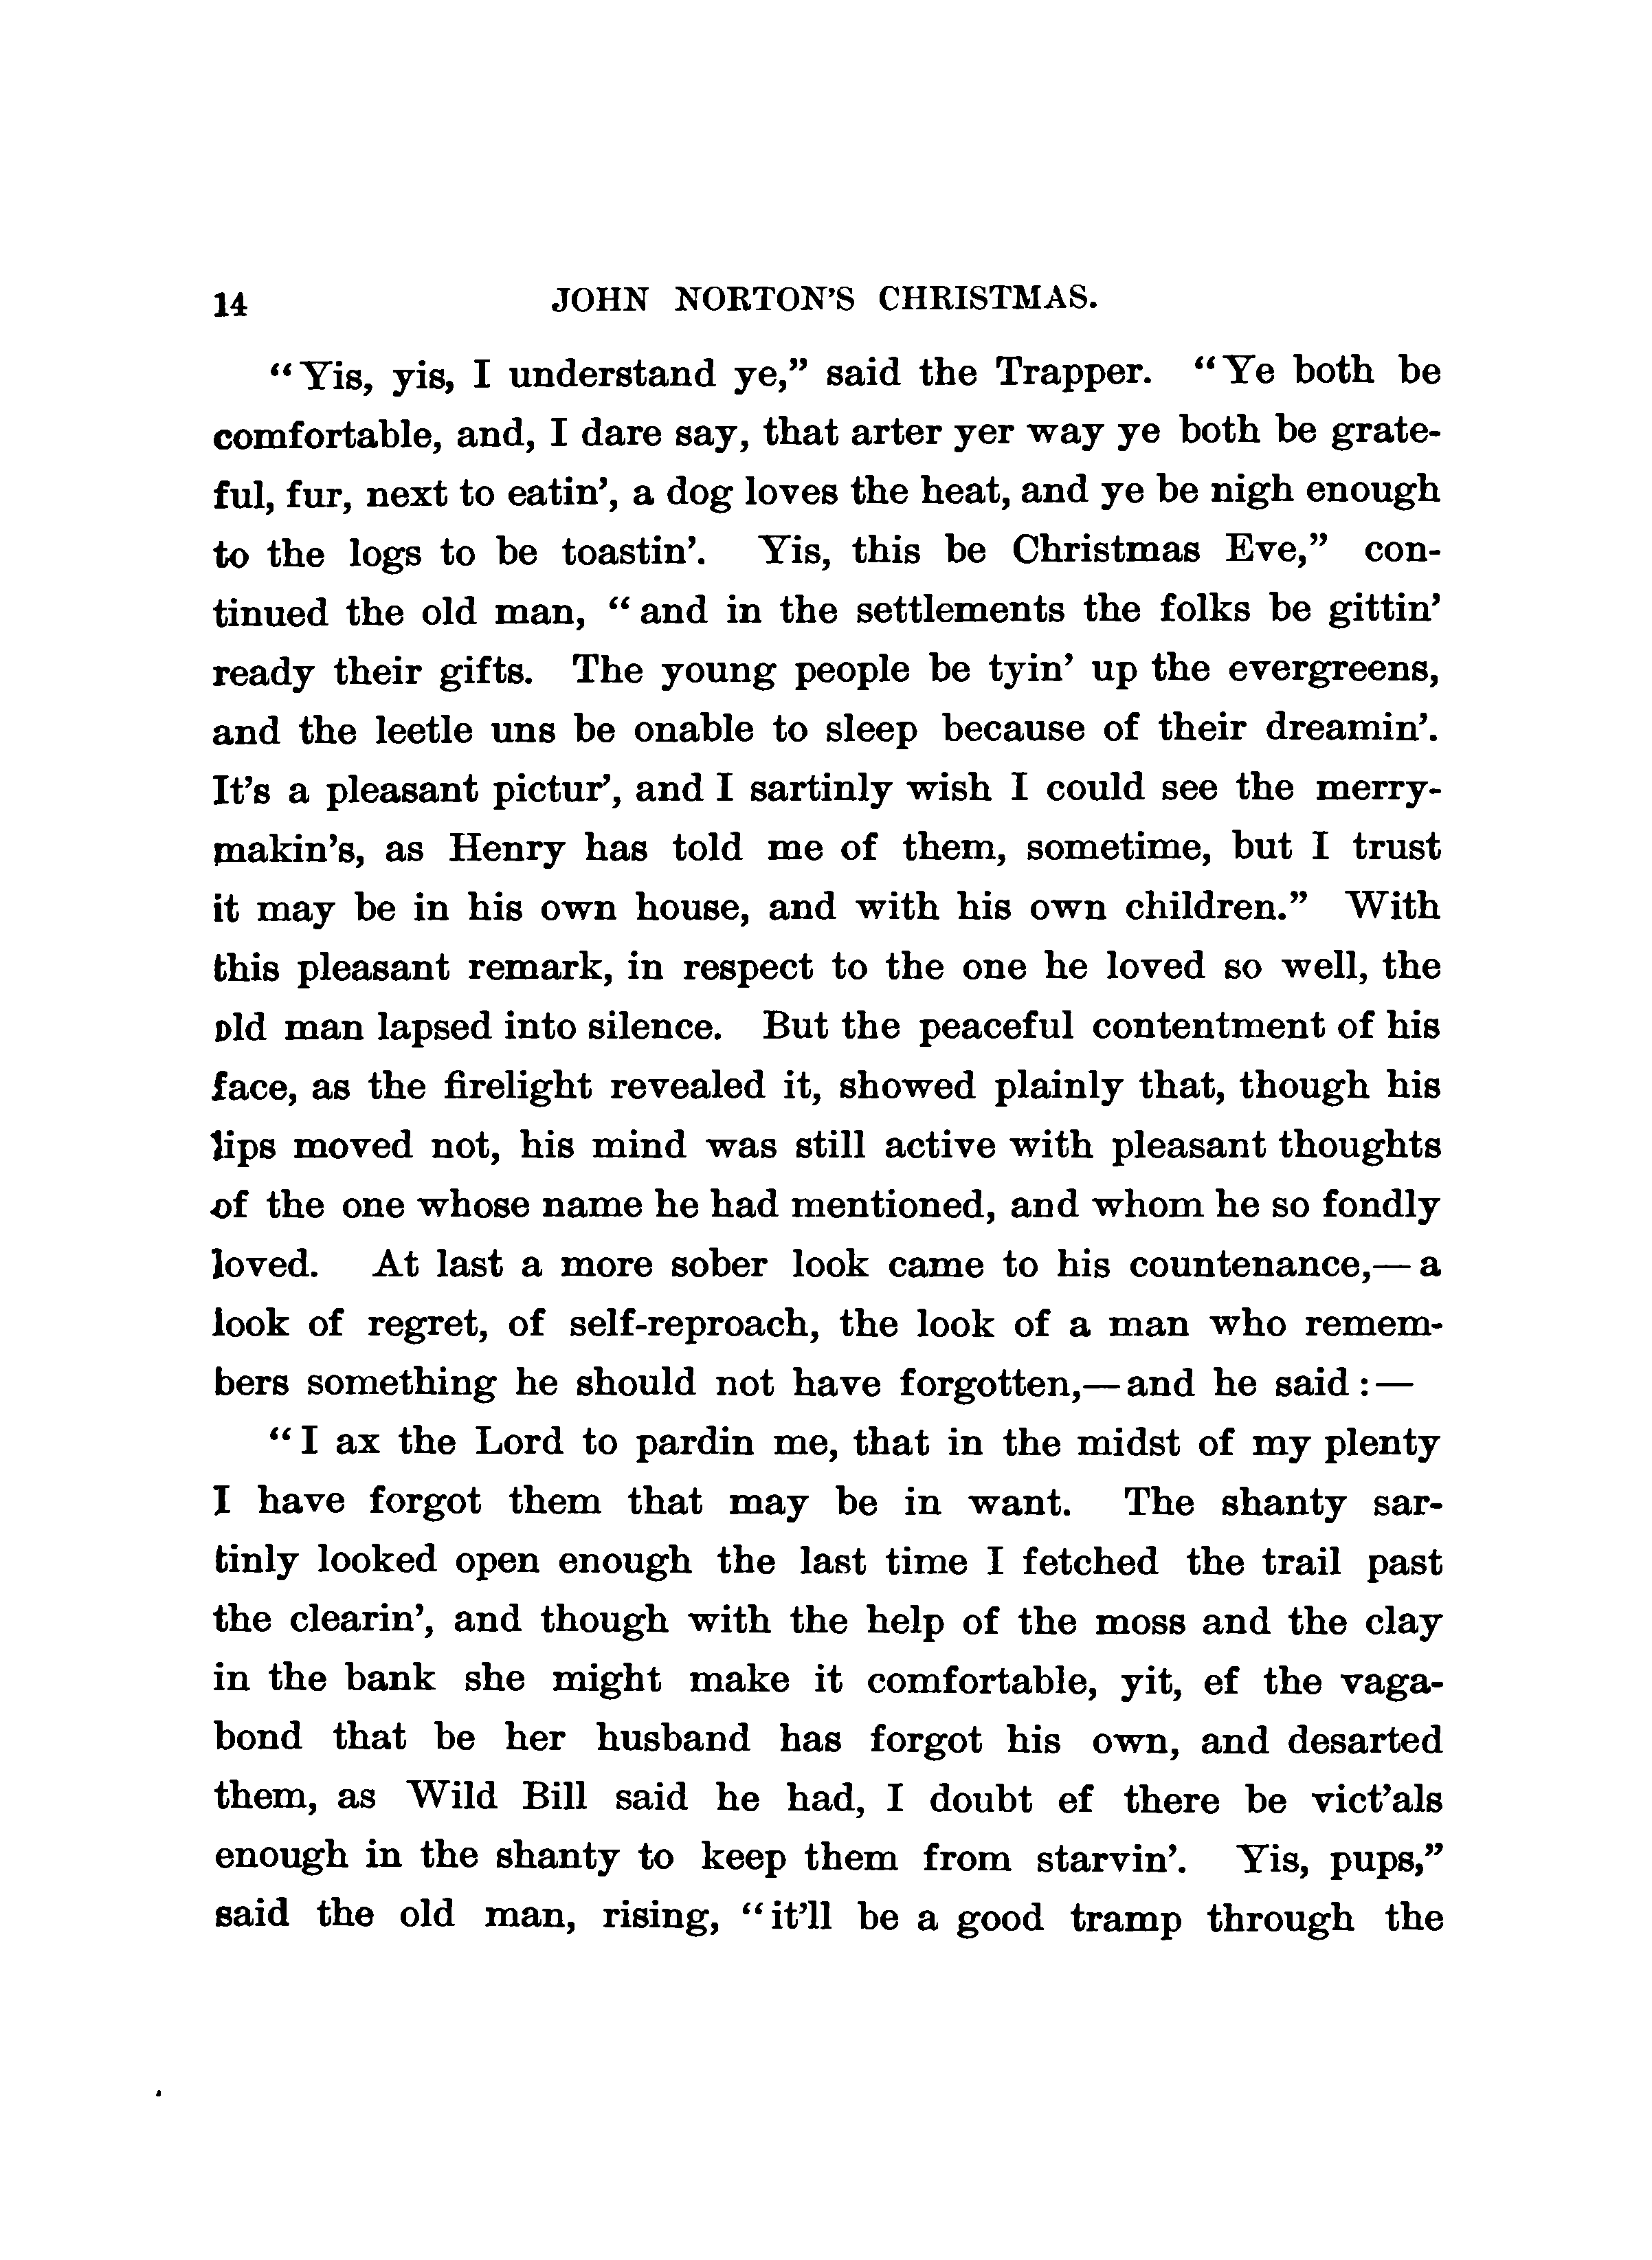 14 JOHN NORTON'S CHRISTMAS.
“Yis, yis, I understand ye,” said the Trapper. “Ye both be
comfortable, and, I dare say, that arter yer way ye both be grate-
ful, fur, next to eatin’, a dog loves the heat, and ye be nigh enough
to the logs to be toastin’. Yis, this be Christmas Eve,” con-
tinued the old man, “and in the settlements the folks be gittin’
ready their gifts. The young people be tyin’ up the evergreens,
and the leetle uns be onable to sleep because of their dreamin’.
It’s a pleasant pictur’, and I sartinly wish I could see the merry-
makin’s, as Henry has told me of them, sometime, but I trust
it may be in his own house, and with his own children.” With
this pleasant remark, in respect to the one he loved so well, the
old man lapsed into silence. But the peaceful contentment of his
face, as the firelight revealed it, showed plainly that, though his
lips moved not, his mind was still active with pleasant thoughts
of the one whose name he had mentioned, and whom he so fondly
loved. At last a more sober look came to his countenance,—a
look of regret, of self-reproach, the look of a man who remem-
bers something he should not have forgotten,—and he said:—
“I ax the Lord to pardin me, that in the midst of my plenty
I have forgot them that may be in want. The shanty sar-
tinly looked open enough the last time I fetched the trail past
the clearin’, and though with the help of the moss and the clay
in the bank she might make it comfortable, yit, ef the vaga-
bond that be her husband has forgot his own, and desarted
them, as Wild Bill said he had, I doubt ef there be vict’als
enough in the shanty to keep them from starvin’. Yis, pups,”
said the old man, rising, “it’ll be a good tramp through the